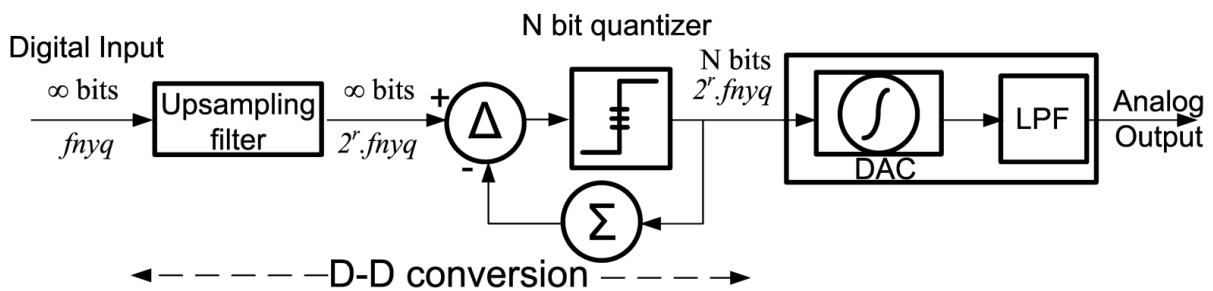 N bit quantizer
Digital Input
∞ bits
fnyq
Upsampling
filter
∞ bits
2^r.fnyq
+
Δ
-
Σ
N bits
2^r.fnyq
DAC
LPF
Analog
Output
D-D conversion